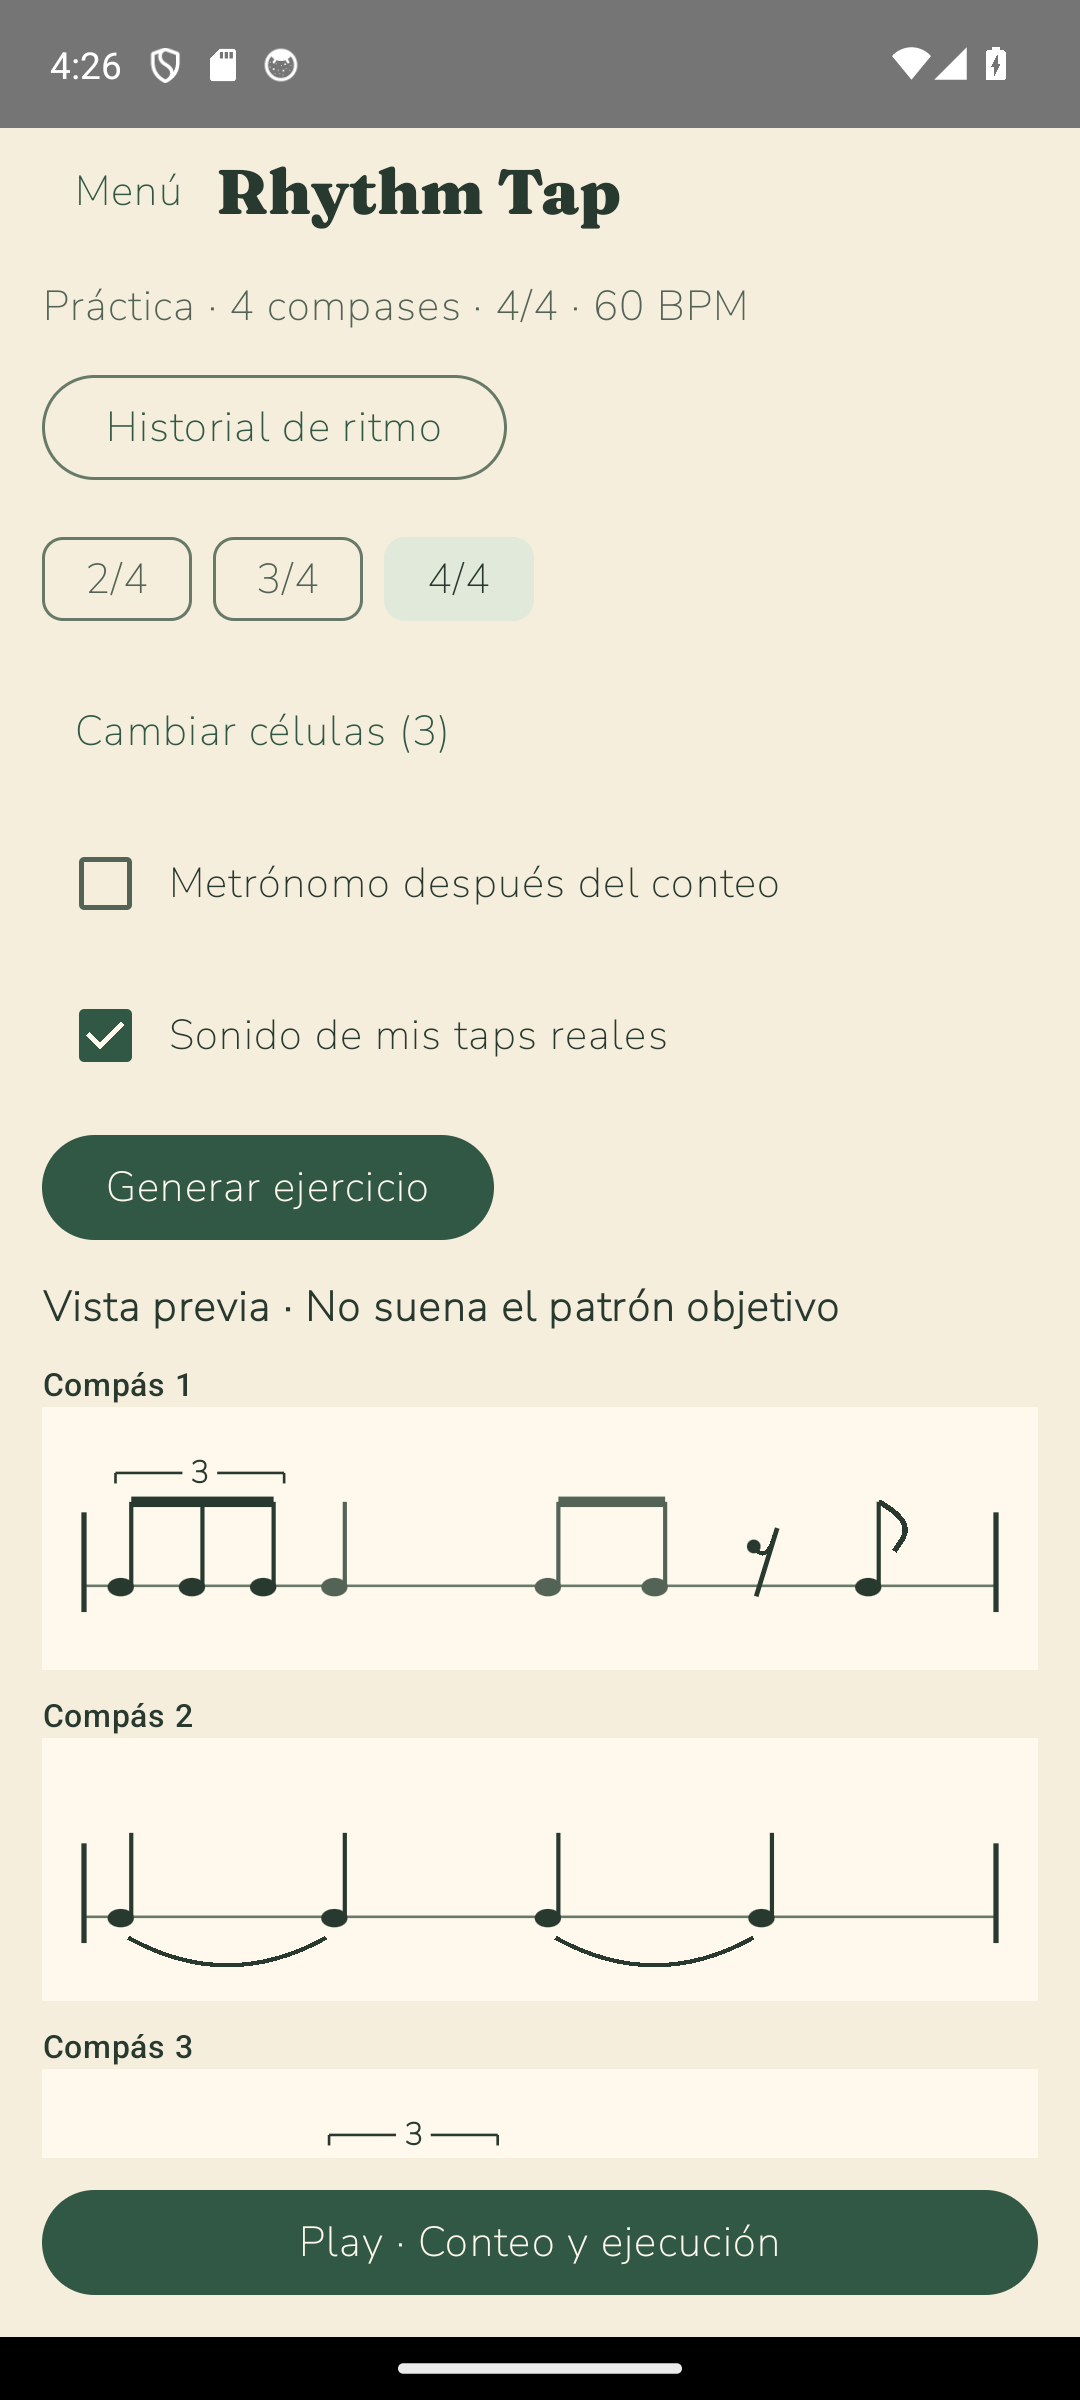 4:26
Menú Rhythm Tap
Práctica · 4 compases · 4/4 · 60 BPM
Historial de ritmo
2/4 3/4 4/4
Cambiar células (3)
Metrónomo después del conteo
Sonido de mis taps reales
Generar ejercicio
Vista previa · No suena el patrón objetivo
Compás 1
3
Compás 2
Compás 3
3
Play · Conteo y ejecución